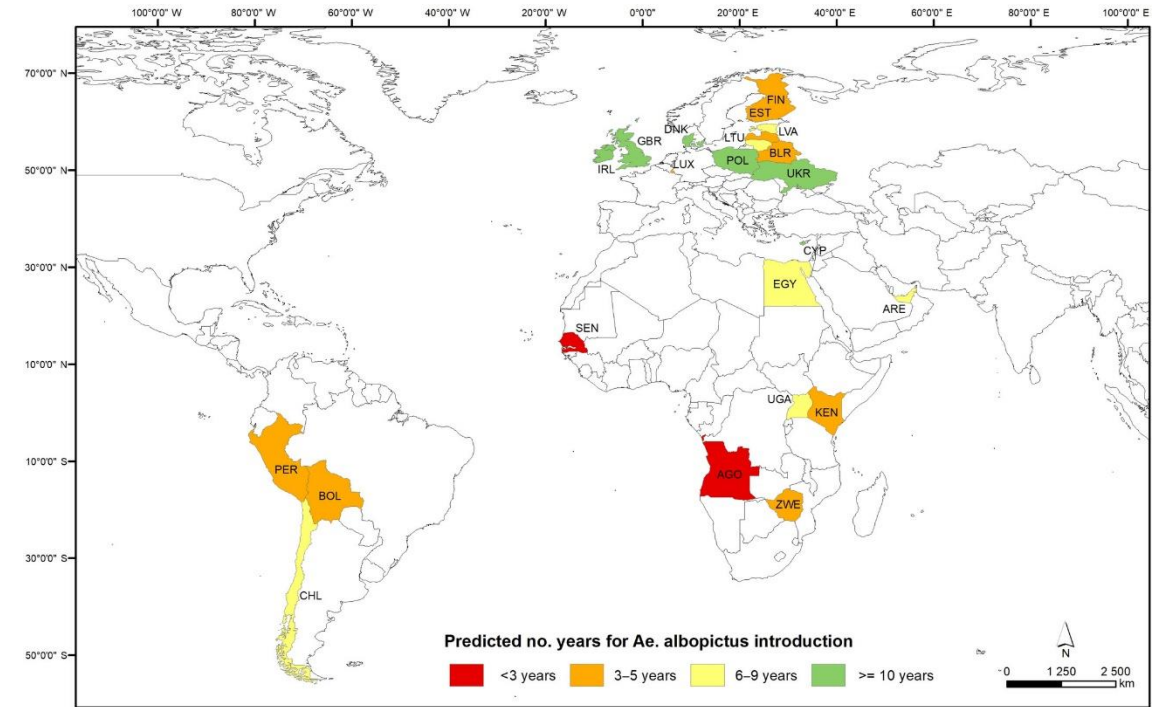 100°0'0" W 80°0'0" W 60°0'0" W 40°0'0" W 20°0'0" W 0°0'0" 20°0'0" E 40°0'0" E 60°0'0" E 80°0'0" E 100°0'0" E
70°0'0" N
FIN
EST
DNK
GBR
LTU
LVA
BLR
IRL
LUX
POL
UKR
50°0'0" N
CYP
30°0'0" N
EGY
ARE
SEN
10°0'0" N
UGA
KEN
10°0'0" S
PER
AGO
BOL
ZWE
30°0'0" S
CHL
50°0'0" S
Predicted no. years for Ae. albopictus introduction
<3 years 3–5 years 6–9 years >= 10 years
N
0 1 250 2 500
km